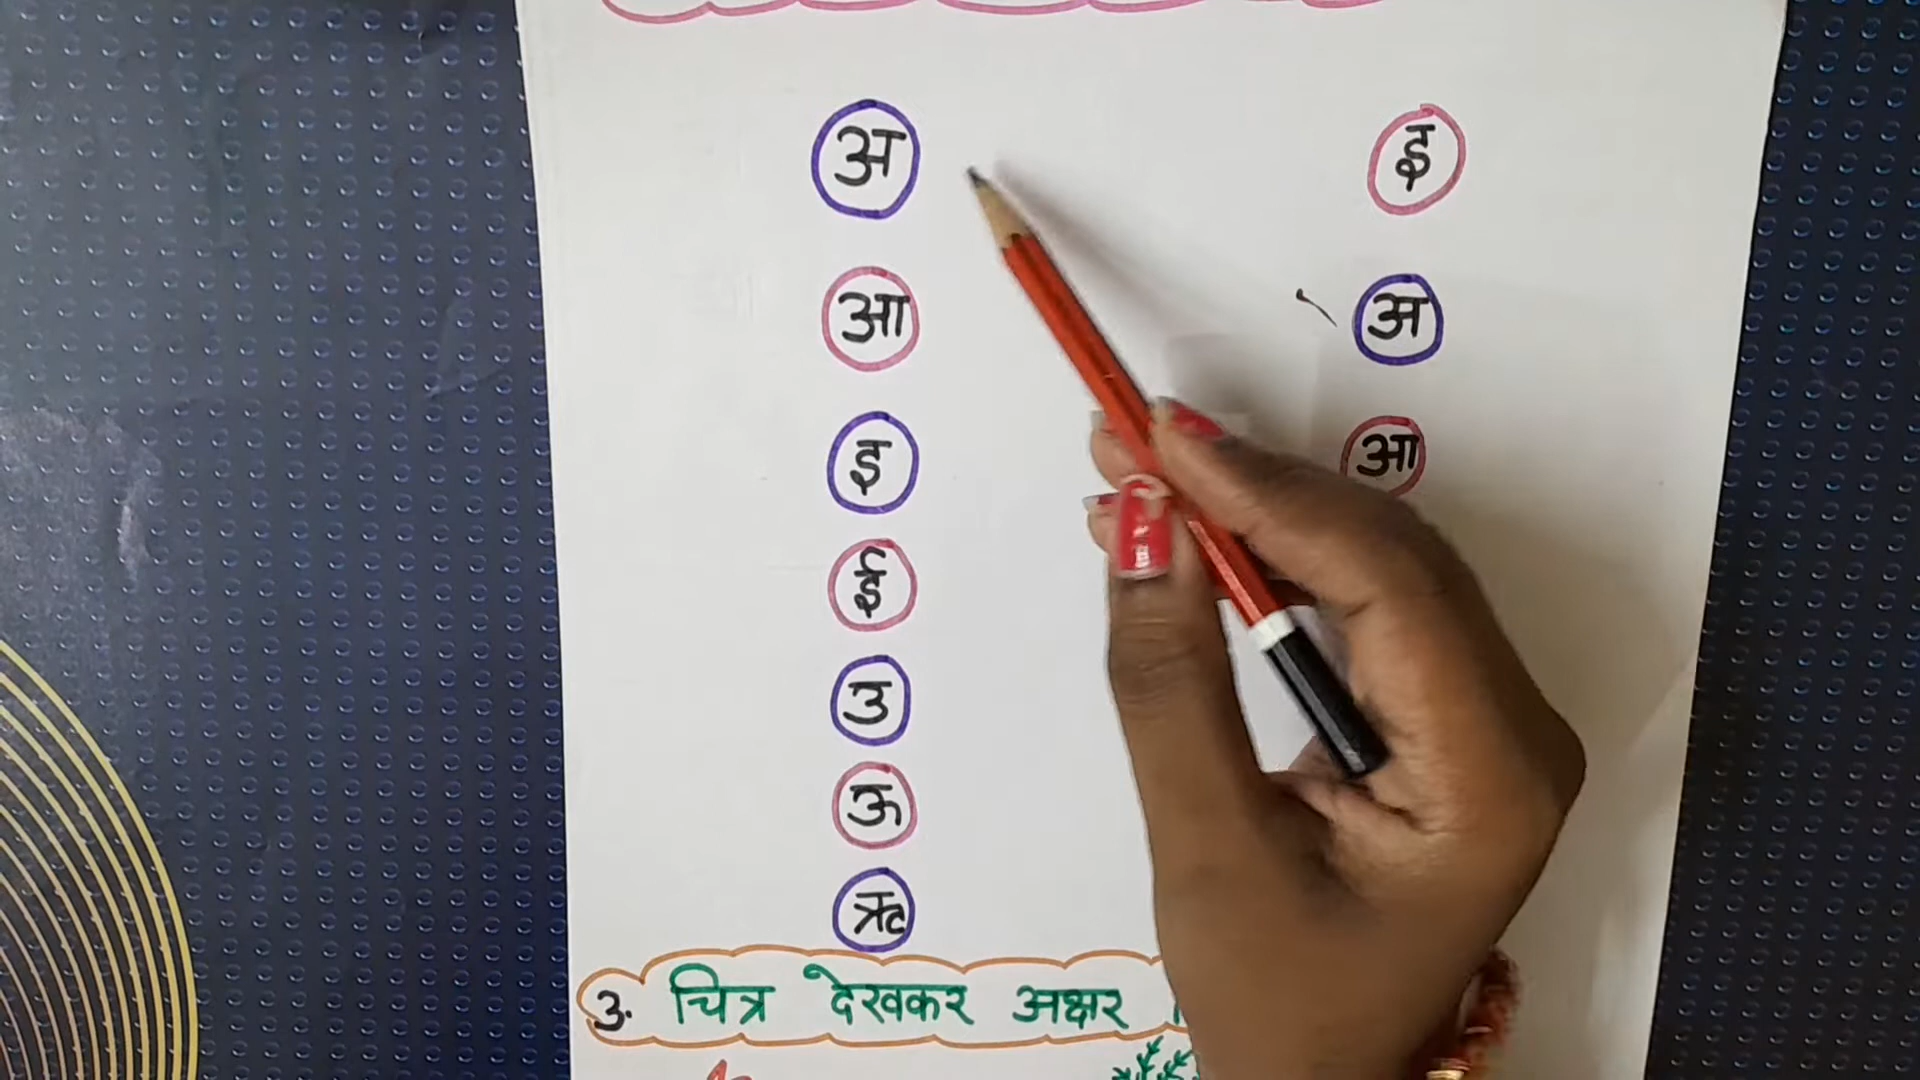 अ इ
आ अ
इ आ
ई
उ
ऊ
ऋ
3. चित्र देखकर अक्षर